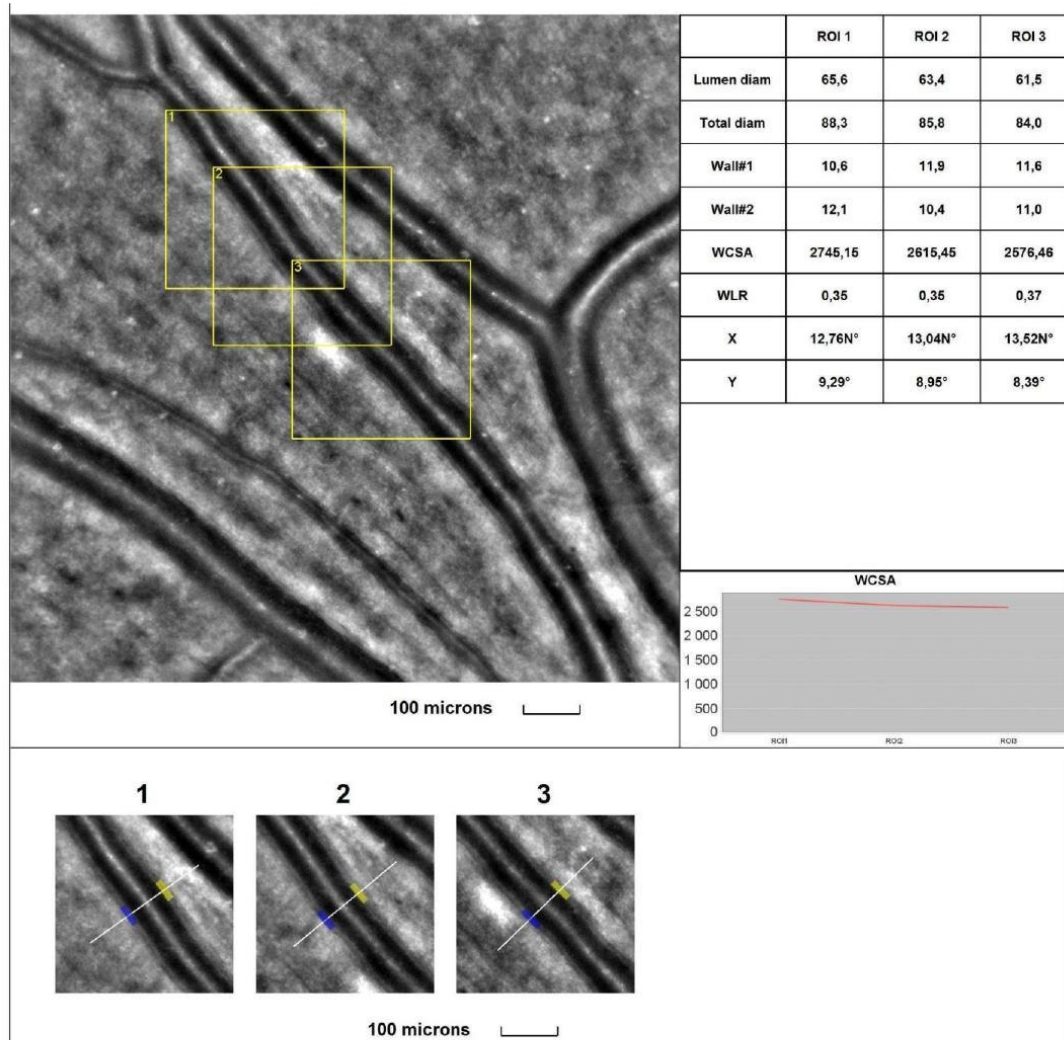 ROI 1 ROI 2 ROI 3
Lumen diam 65,6 63,4 61,5
Total diam 88,3 85,8 84,0
Wall#1 10,6 11,9 11,6
Wall#2 12,1 10,4 11,0
WCSA 2745,15 2615,45 2576,46
WLR 0,35 0,35 0,37
X 12,76N° 13,04N° 13,52N°
Y 9,29° 8,95° 8,39°
1
2
3
WCSA
2 500
2 000
1 500
1 000
500
0
ROI1 ROI2 ROI3
100 microns
1 2 3
100 microns